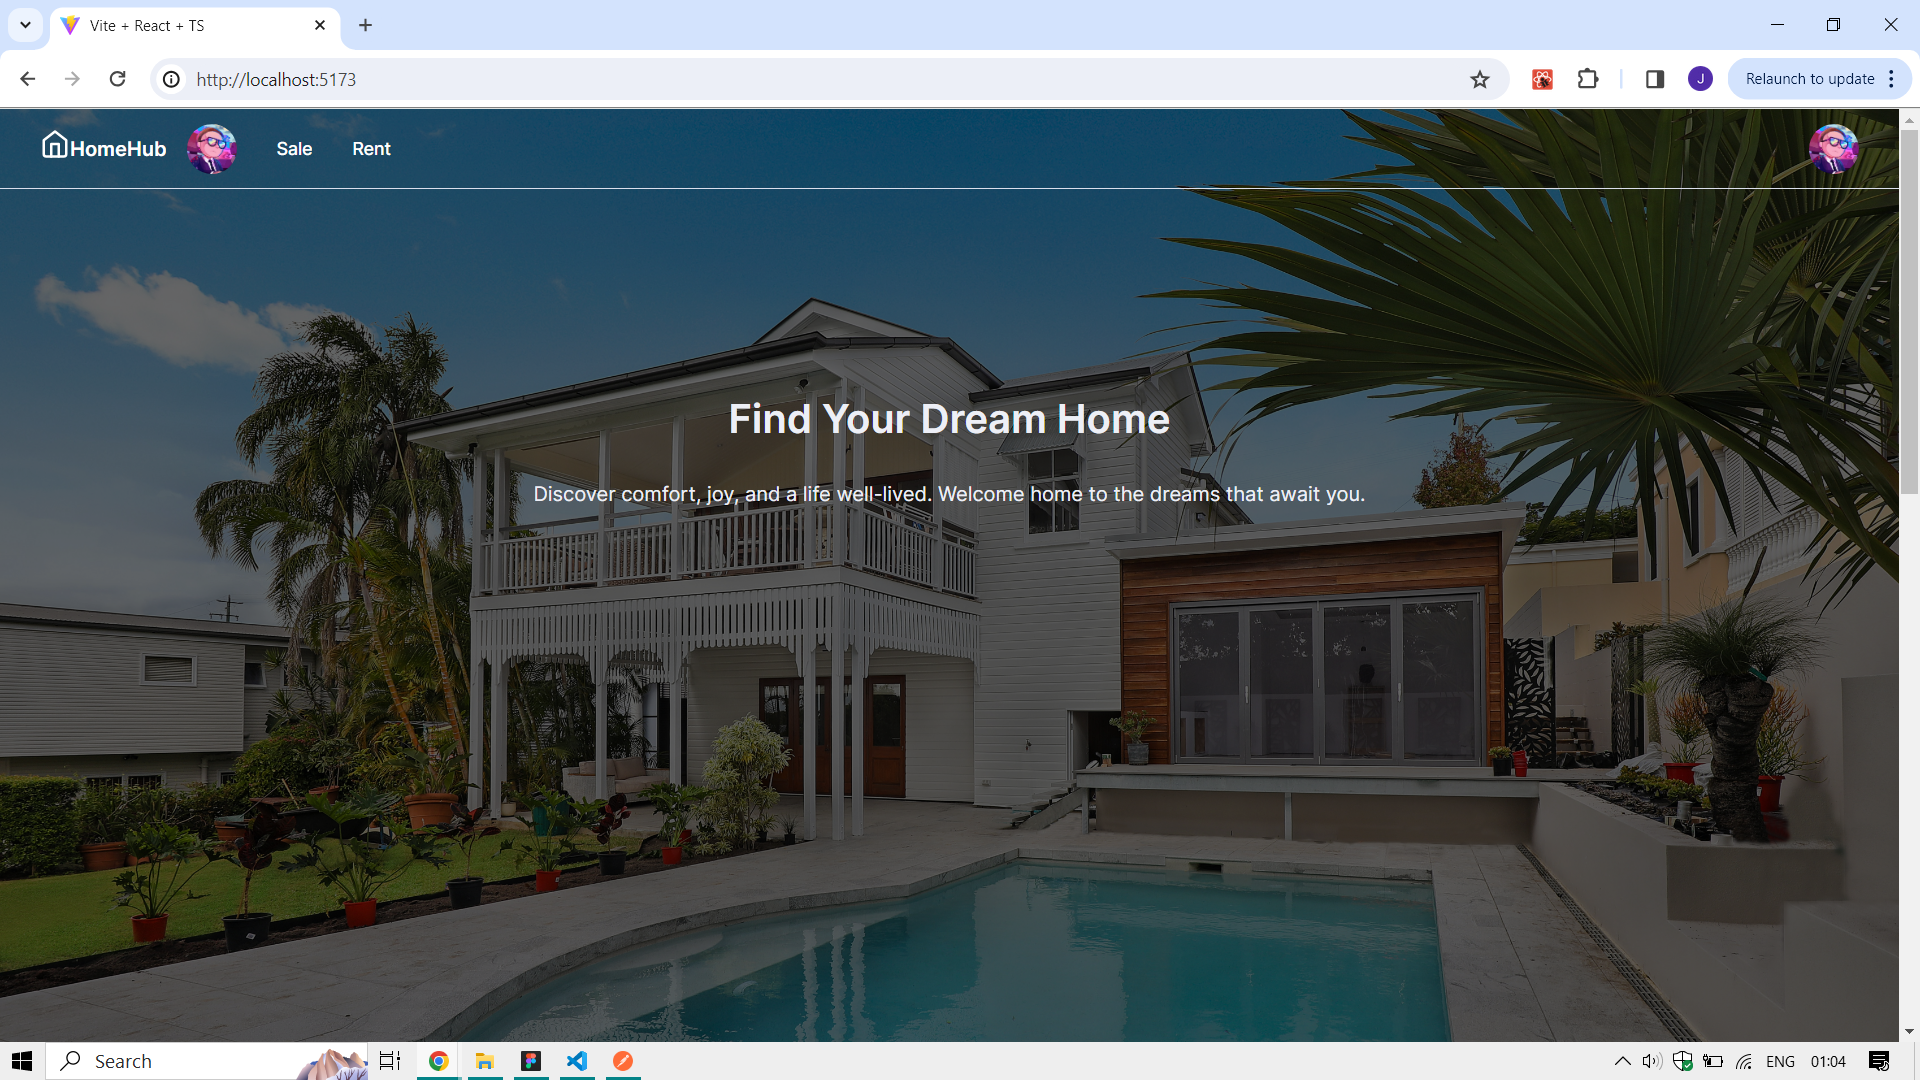 Vite + React + TS
http://localhost:5173
J
Relaunch to update
HomeHub
Sale
Rent
Find Your Dream Home
Discover comfort, joy, and a life well-lived. Welcome home to the dreams that await you.
Search
ENG
01:04